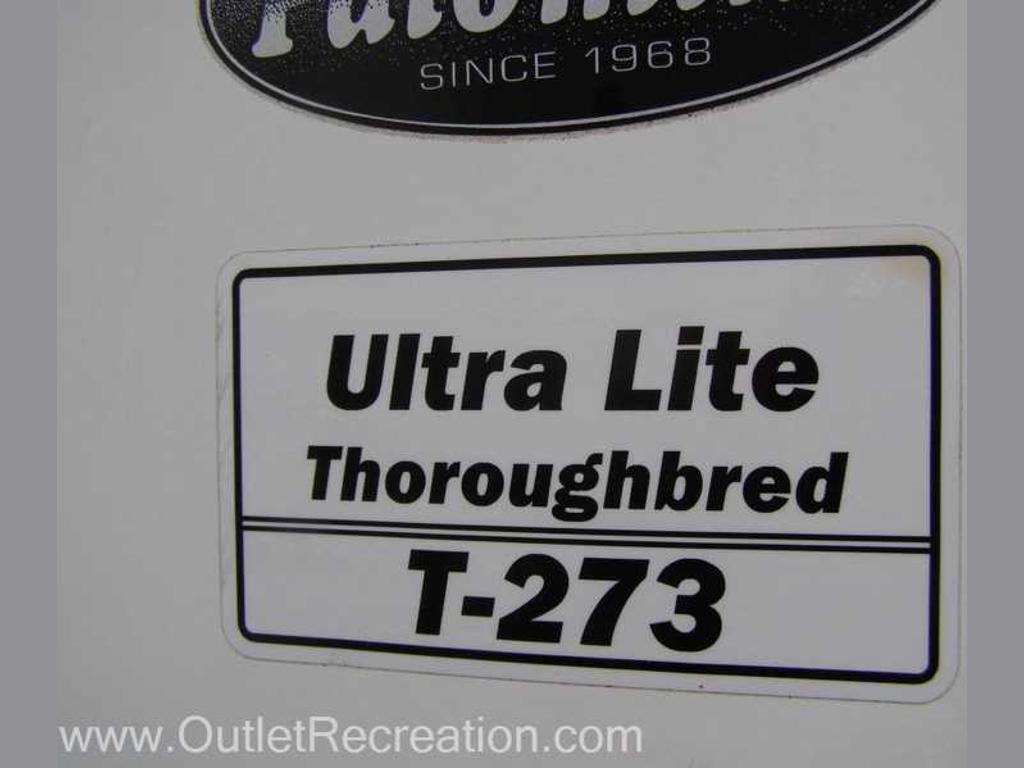 SINCE 1968
Ultra Lite
Thoroughbred
T-273
www.OutletRecreation.com